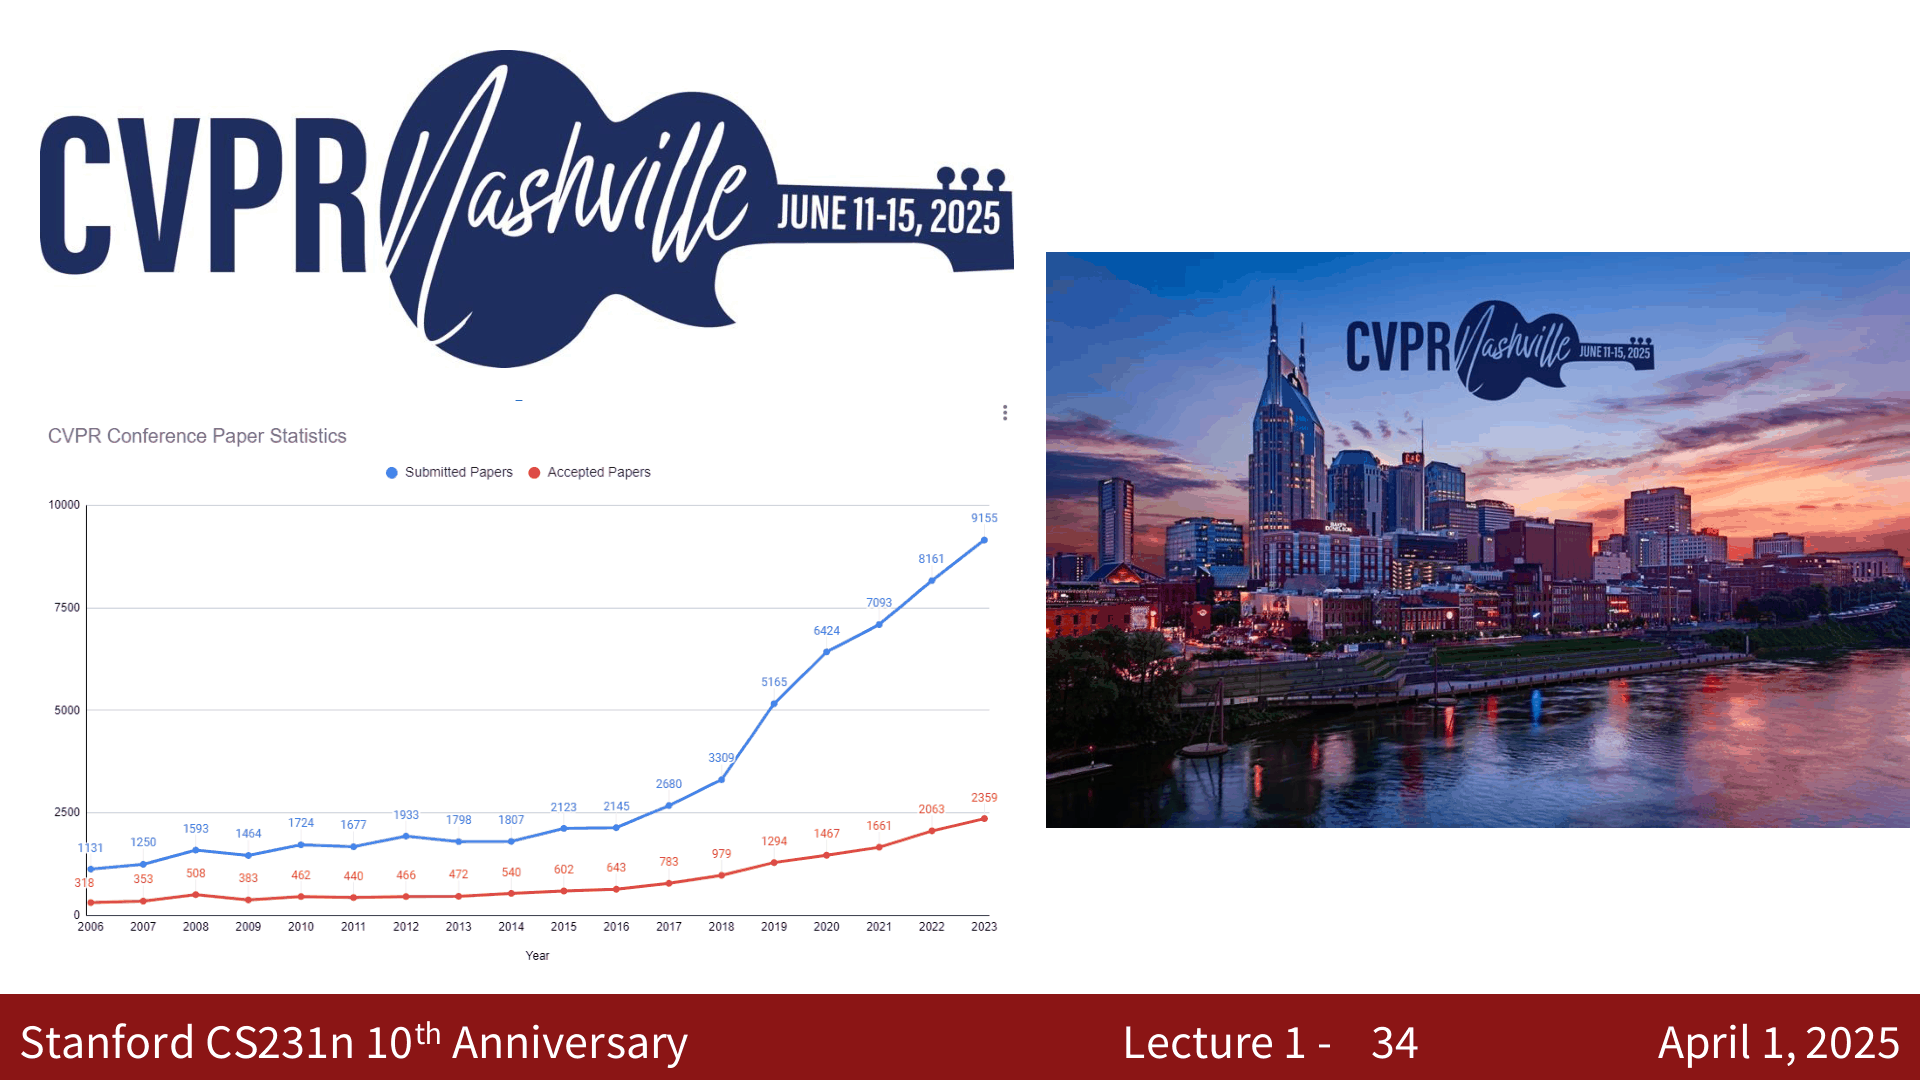 CVPR Nashville JUNE 11-15, 2025
CVPR Conference Paper Statistics
Submitted Papers Accepted Papers
10000
7500
5000
2500
0
1131 1250 1593 1464 1724 1677 1933 1798 1807 2123 2145 2680 3309 5165 6424 7093 8161 9155
318 353 508 383 462 440 466 472 540 602 643 783 979 1294 1467 1661 2063 2359
2006 2007 2008 2009 2010 2011 2012 2013 2014 2015 2016 2017 2018 2019 2020 2021 2022 2023
Year
CVPR Nashville JUNE 11-15, 2025
BAKER
DONELSON
Stanford CS231n 10th Anniversary
Lecture 1 - 34
April 1, 2025